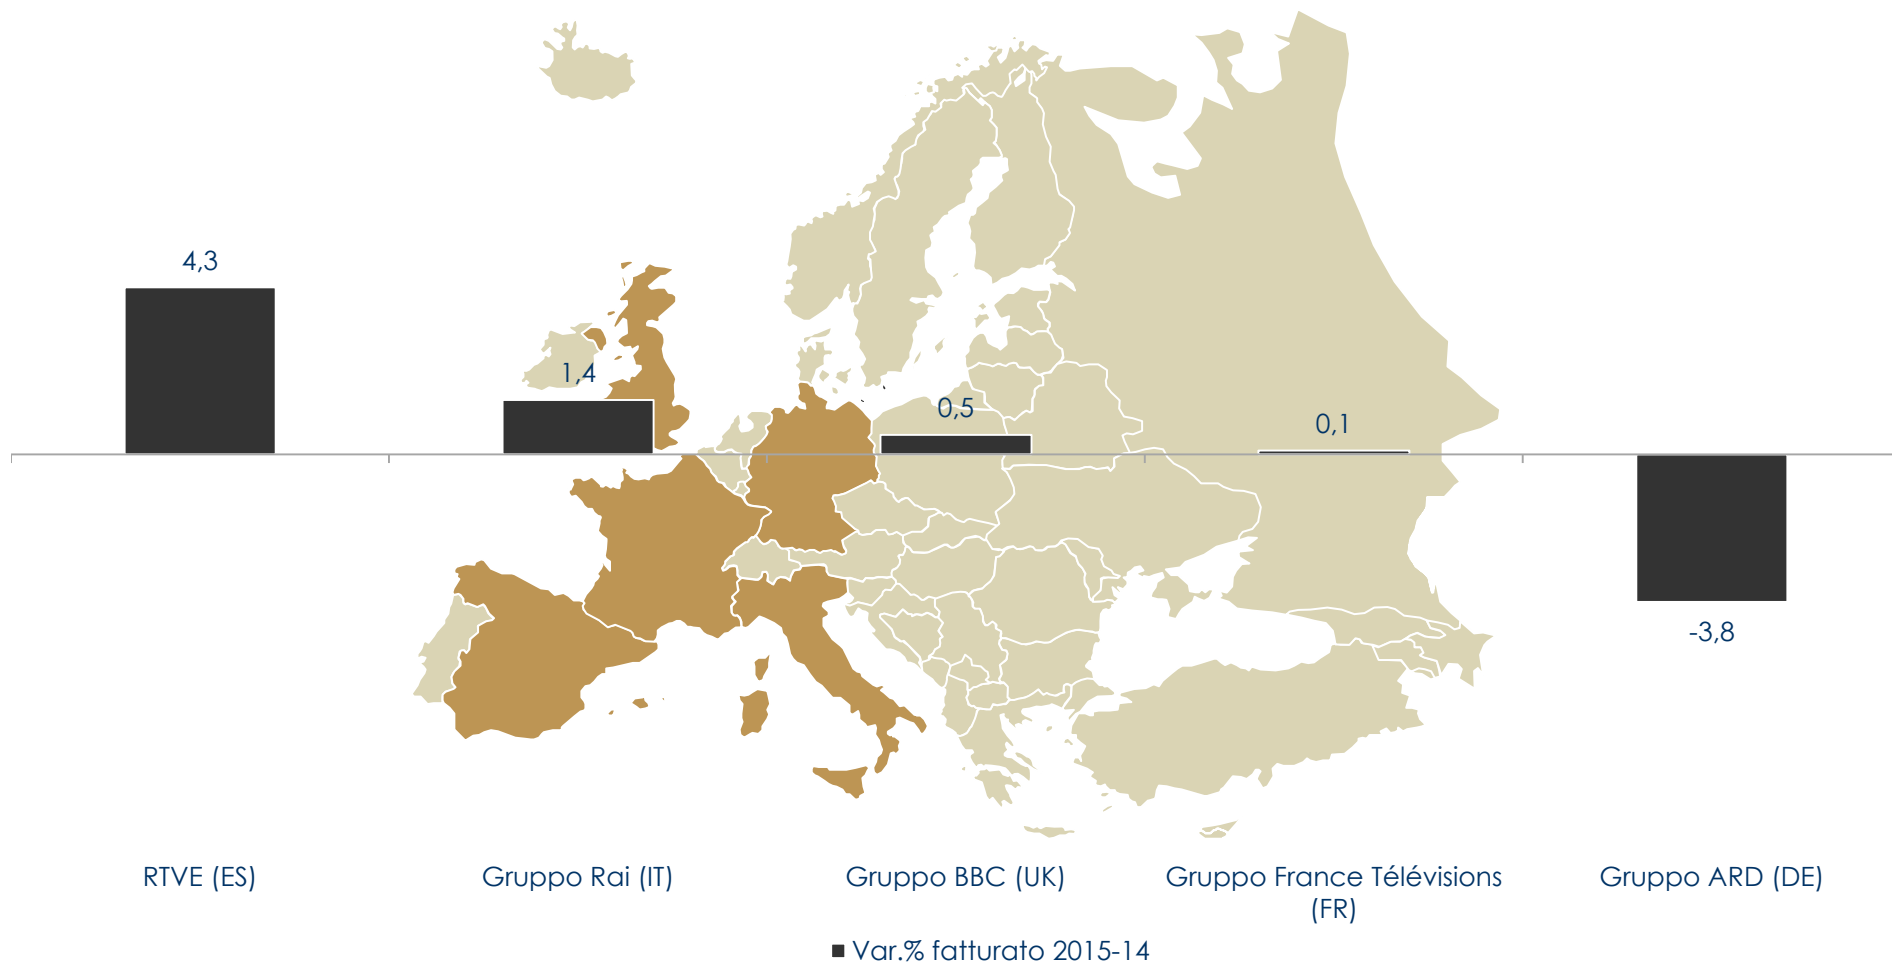 4,3
1,4
0,5
0,1
-3,8
RTVE (ES)
Gruppo Rai (IT)
Gruppo BBC (UK)
Gruppo France Télévisions
(FR)
Gruppo ARD (DE)
Var.% fatturato 2015-14